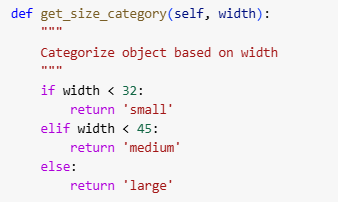 def get_size_category(self, width):
    """
    Categorize object based on width
    """
    if width < 32:
        return 'small'
    elif width < 45:
        return 'medium'
    else:
        return 'large'